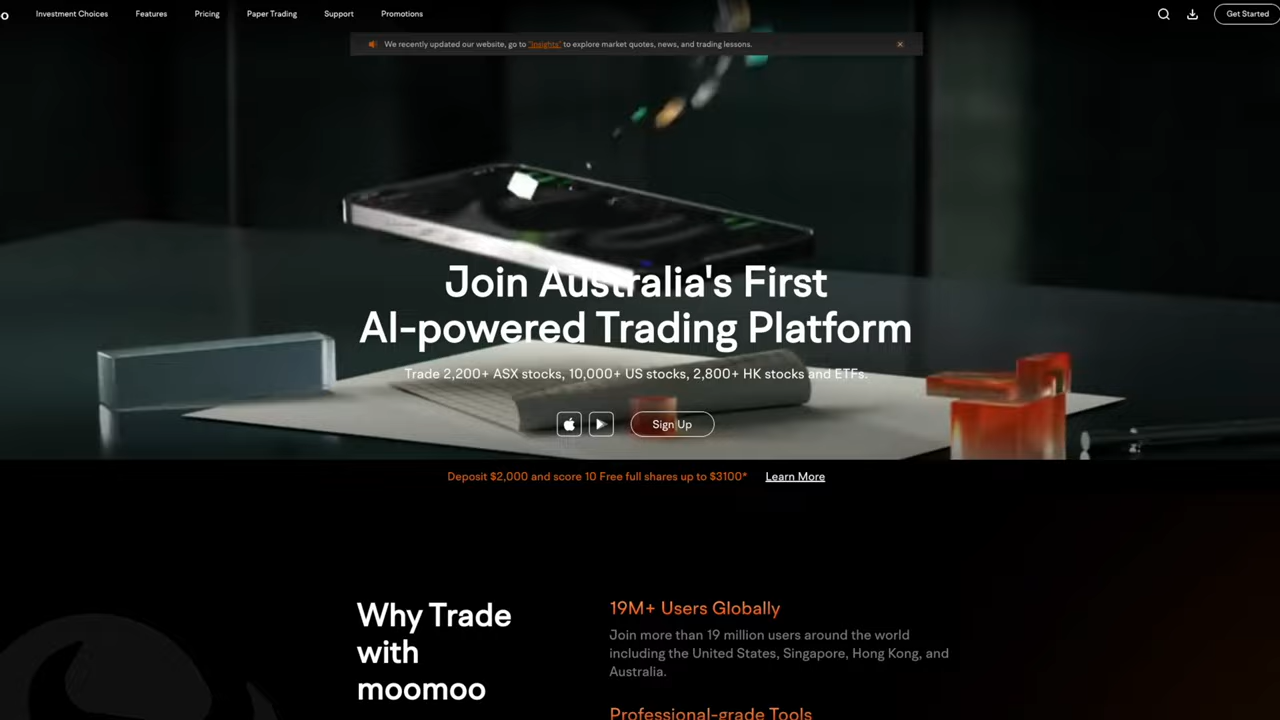 o
Investment Choices
Features
Pricing
Paper Trading
Support
Promotions
Get Started
We recently updated our website, go to "Insights" to explore market quotes, news, and trading lessons.
Join Australia's First
AI-powered Trading Platform
Trade 2,200+ ASX stocks, 10,000+ US stocks, 2,800+ HK stocks and ETFs.
Sign Up
Deposit $2,000 and score 10 Free full shares up to $3100*
Learn More
Why Trade
with
moomoo
19M+ Users Globally
Join more than 19 million users around the world
including the United States, Singapore, Hong Kong, and
Australia.
Professional-grade Tools